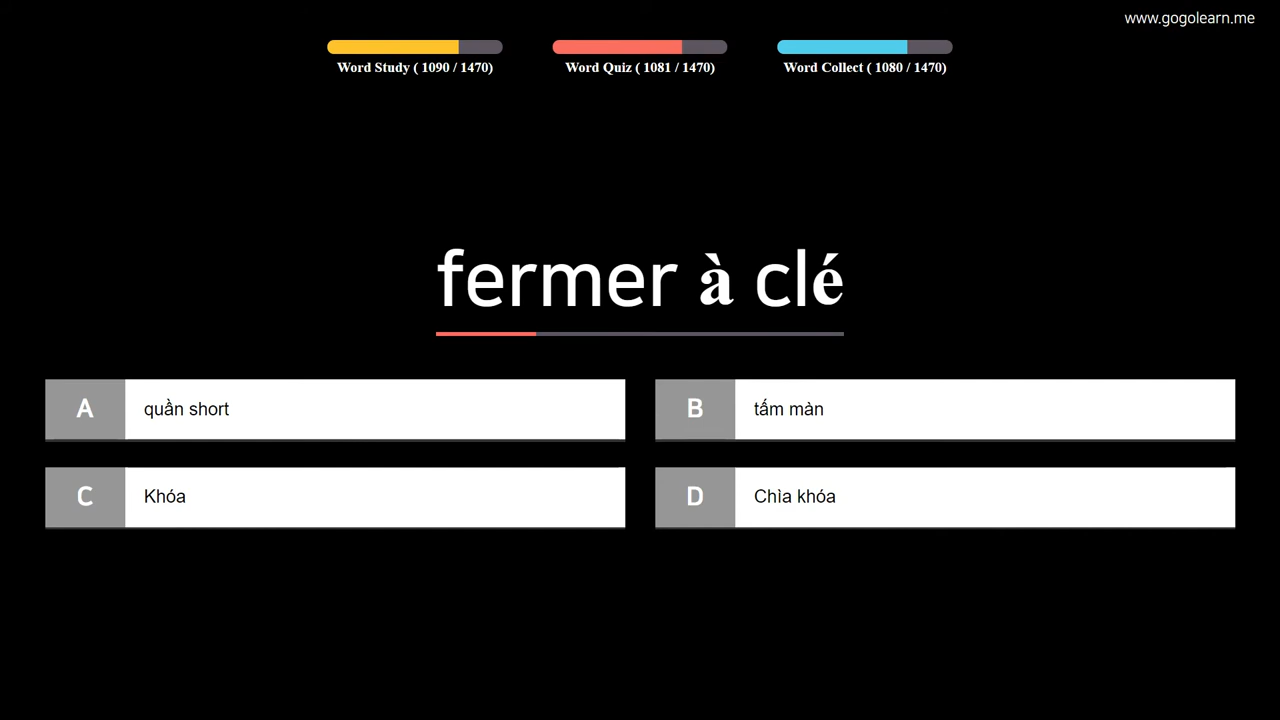 www.gogolearn.me
Word Study ( 1090 / 1470)
Word Quiz ( 1081 / 1470)
Word Collect ( 1080 / 1470)
fermer à clé
A quần short
B tấm màn
C Khóa
D Chìa khóa